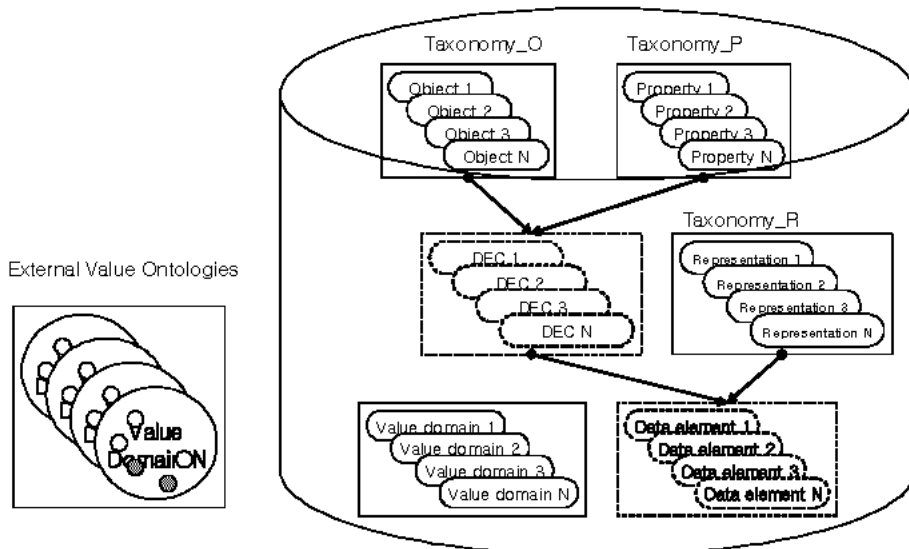 Taxonomy_O
Taxonomy_P
Object 1
Object 2
Object 3
Object N
Property 1
Property 2
Property 3
Property N
Taxonomy_R
DEC 1
DEC 2
DEC 3
DEC N
Representation 1
Representation 2
Representation 3
Representation N
External Value Ontologies
Value
DomainON
Value domain 1
Value domain 2
Value domain 3
Value domain N
Data element 1
Data element 2
Data element 3
Data element N